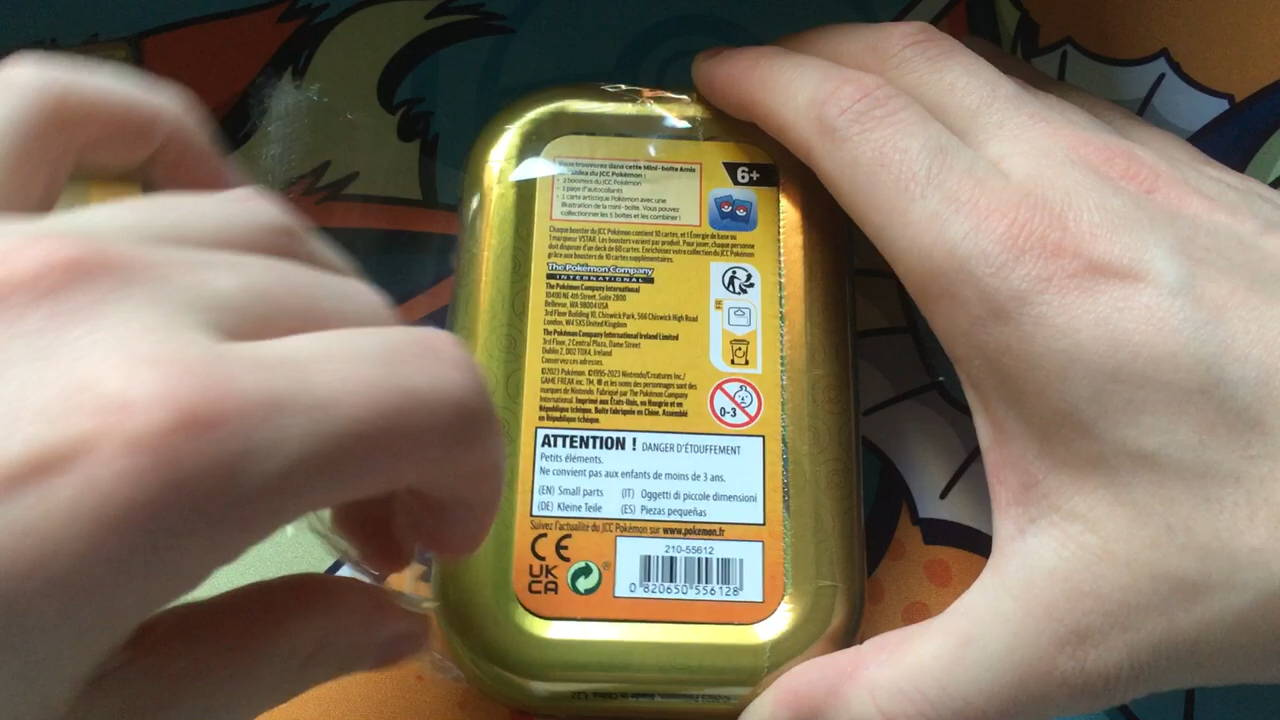 Vous trouverez dans cette Mini-boîte Amis
du JCC Pokémon !
• 2 boosters du JCC Pokémon
• 1 page d'autocollants
• 1 carte artistique Pokémon avec une
illustration de la mini-boîte. Vous pouvez
collectionner les 5 boîtes et les combiner !
6+
Chaque booster du JCC Pokémon contient 10 cartes, et 1 Énergie de base ou
1 marqueur VSTAR. Les boosters varient par produit. Pour jouer, chaque personne
doit disposer d'un deck de 60 cartes. Enrichissez votre collection du JCC Pokémon
grâce aux boosters de 10 cartes supplémentaires.
The Pokémon Company
INTERNATIONAL
The Pokémon Company International
10400 NE 4th Street, Suite 2800
Bellevue, WA 98004 USA
3rd Floor Building 10, Chiswick Park, 566 Chiswick High Road
London, W4 5XS United Kingdom
The Pokémon Company International Ireland Limited
3rd Floor, 2 Central Plaza, Dame Street
Dublin 2, D02 T0X4, Ireland
Conservez ces adresses.
©2023 Pokémon. ©1995-2023 Nintendo/Creatures Inc./
GAME FREAK inc. TM, ® et les noms des personnages sont des
marques de Nintendo. Fabriqué par The Pokémon Company
International. Imprimé aux États-Unis, en Hongrie et en
République tchèque. Boîte fabriquée en Chine. Assemblé
en République tchèque.
0-3
ATTENTION ! DANGER D'ÉTOUFFEMENT
Petits éléments.
Ne convient pas aux enfants de moins de 3 ans.
(EN) Small parts (IT) Oggetti di piccole dimensioni
(DE) Kleine Teile (ES) Piezas pequeñas
Suivez l'actualité du JCC Pokémon sur www.pokemon.fr
CE
UK
CA
®
210-55612
0 820650 556128